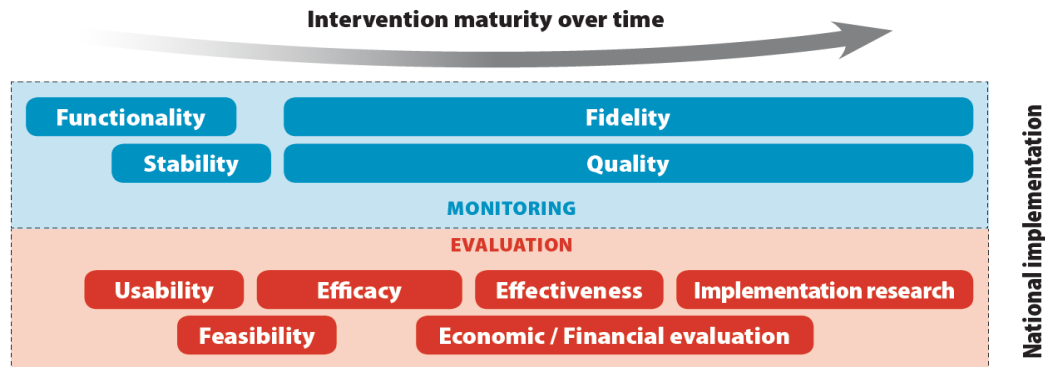 Intervention maturity over time
Functionality
Fidelity
Stability
Quality
MONITORING
EVALUATION
Usability
Efficacy
Effectiveness
Implementation research
Feasibility
Economic / Financial evaluation
National implementation